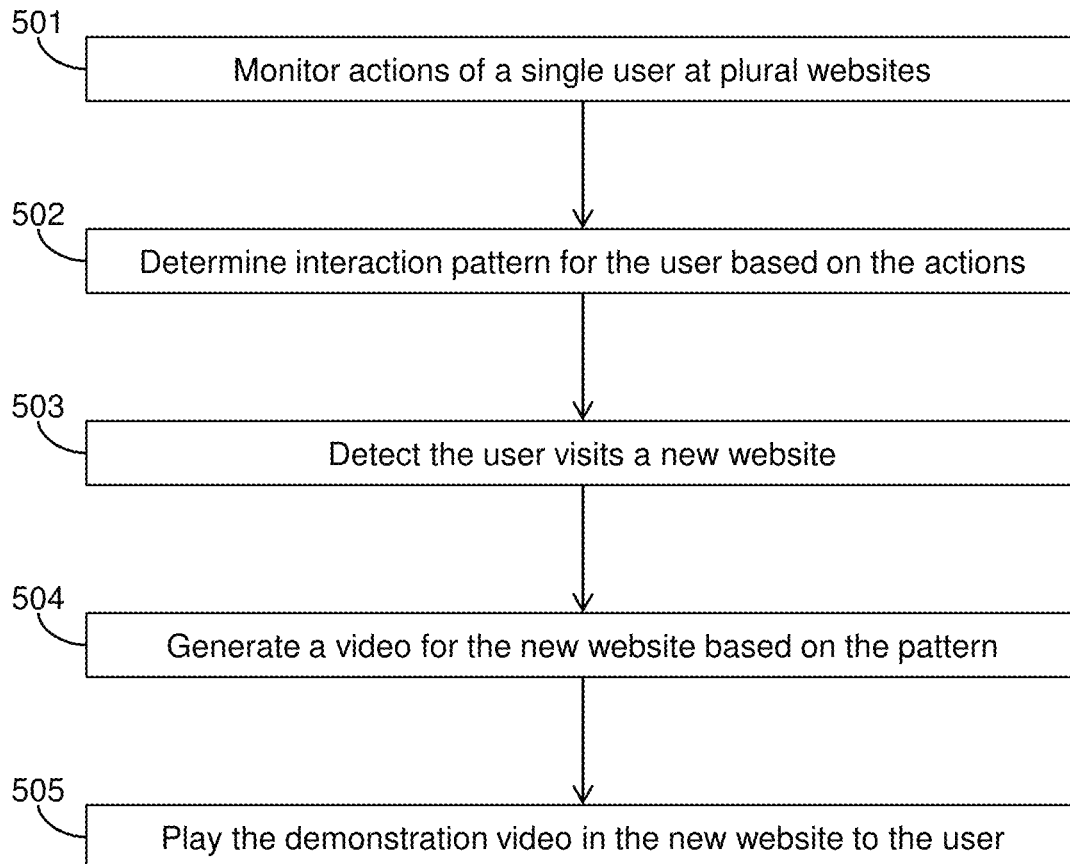 501
Monitor actions of a single user at plural websites
502
Determine interaction pattern for the user based on the actions
503
Detect the user visits a new website
504
Generate a video for the new website based on the pattern
505
Play the demonstration video in the new website to the user